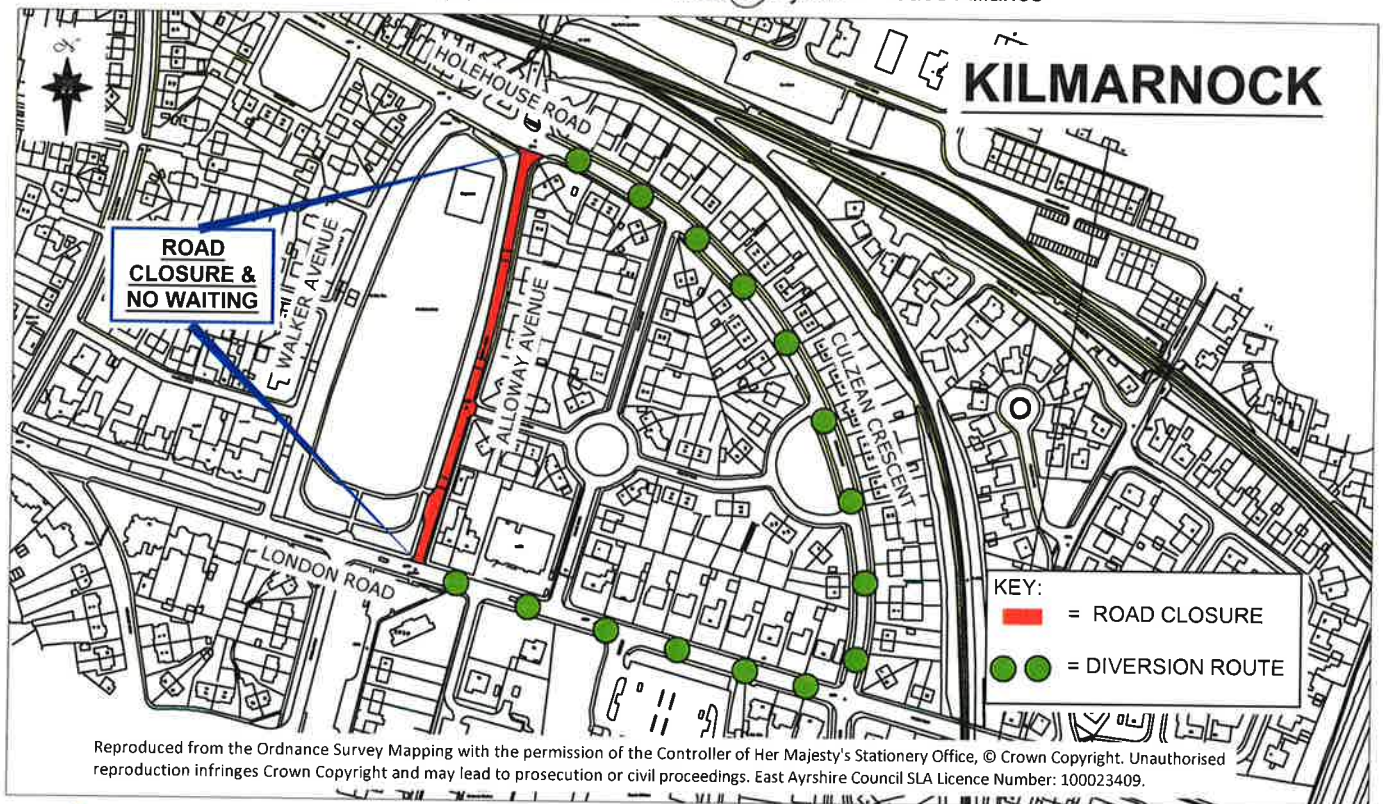 KILMARNOCK
HOLEHOUSE ROAD
ROAD
CLOSURE &
NO WAITING
WALKER AVENUE
ALLOWAY AVENUE
CULZEAN CRESCENT
LONDON ROAD
KEY:
= ROAD CLOSURE
= DIVERSION ROUTE
Reproduced from the Ordnance Survey Mapping with the permission of the Controller of Her Majesty's Stationery Office, © Crown Copyright. Unauthorised
reproduction infringes Crown Copyright and may lead to prosecution or civil proceedings. East Ayrshire Council SLA Licence Number: 100023409.